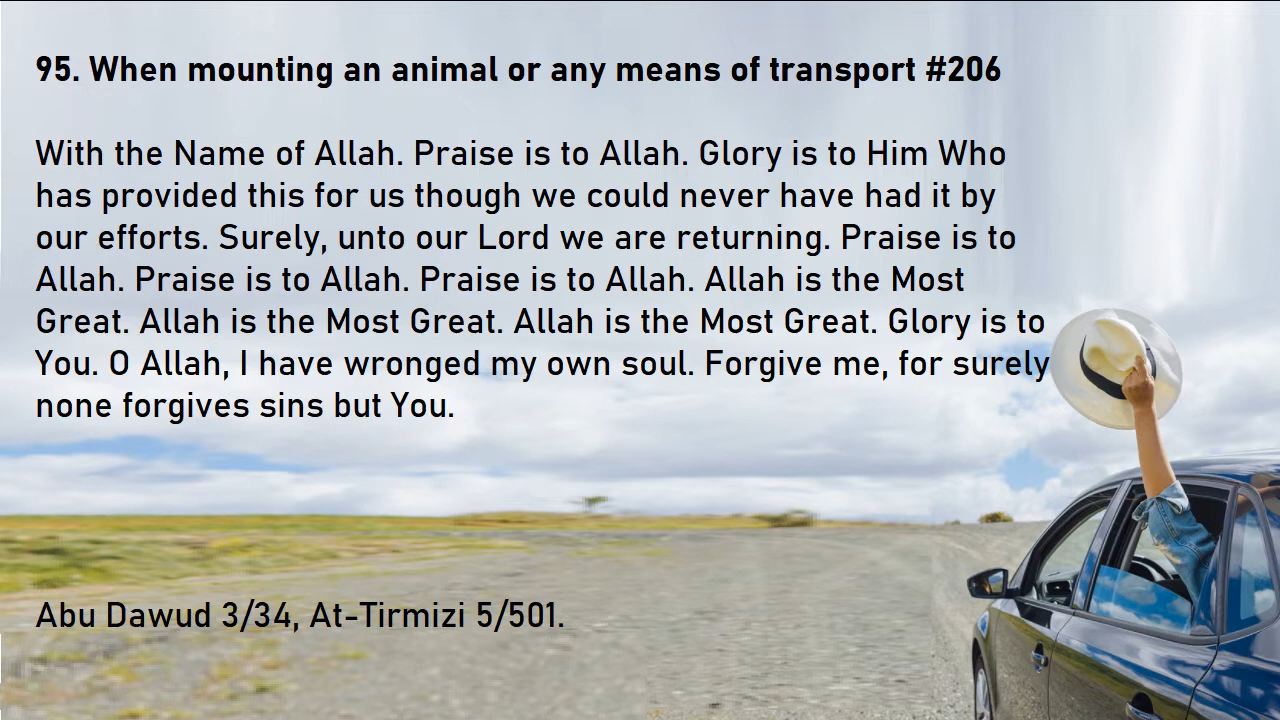 95. When mounting an animal or any means of transport #206
With the Name of Allah. Praise is to Allah. Glory is to Him Who
has provided this for us though we could never have had it by
our efforts. Surely, unto our Lord we are returning. Praise is to
Allah. Praise is to Allah. Praise is to Allah. Allah is the Most
Great. Allah is the Most Great. Allah is the Most Great. Glory is to
You. O Allah, I have wronged my own soul. Forgive me, for surely
none forgives sins but You.
Abu Dawud 3/34, At-Tirmizi 5/501.